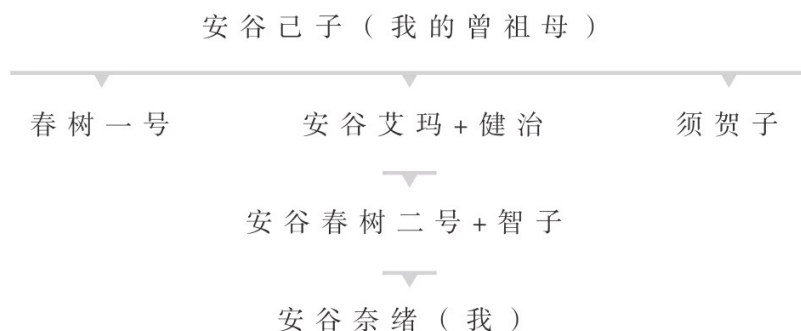 安谷己子（我的曾祖母）
春树一号 安谷艾玛+健治 须贺子
安谷春树二号+智子
安谷奈绪（我）